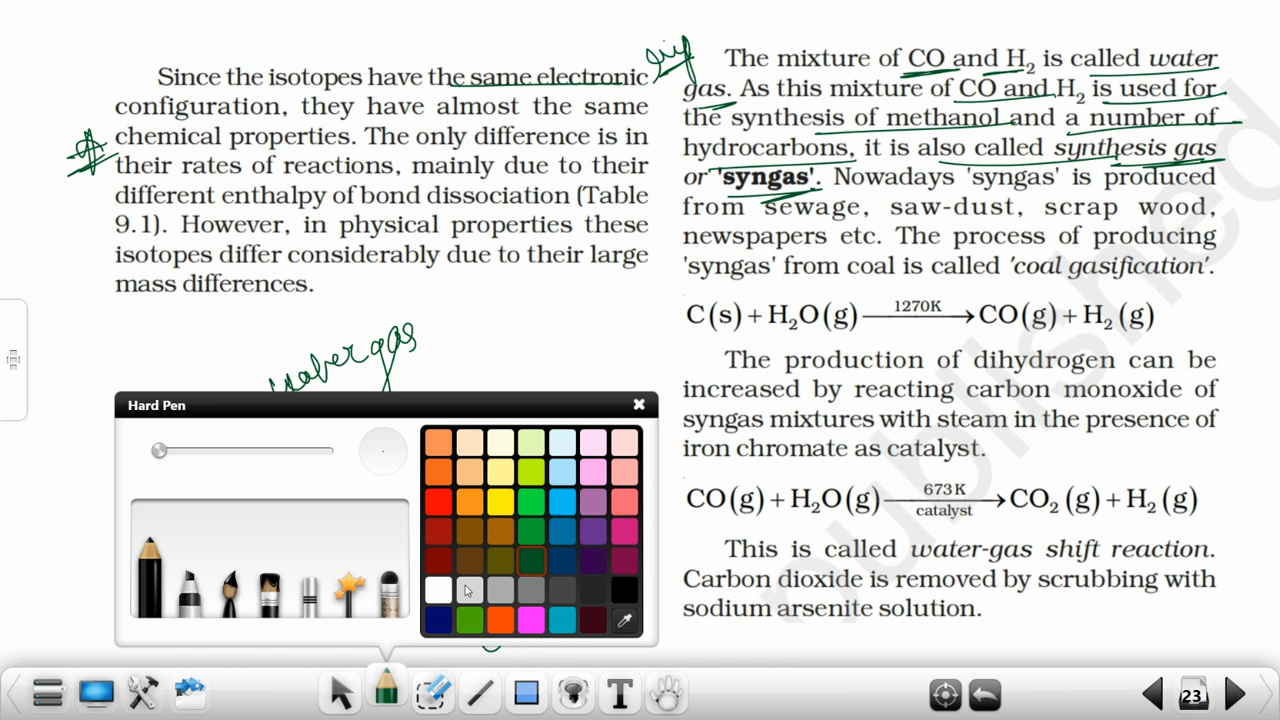 Since the isotopes have the same electronic
configuration, they have almost the same
chemical properties. The only difference is in
their rates of reactions, mainly due to their
different enthalpy of bond dissociation (Table
9.1). However, in physical properties these
isotopes differ considerably due to their large
mass differences.
water gas
Hard Pen
The mixture of CO and H₂ is called water
gas. As this mixture of CO and H₂ is used for
the synthesis of methanol and a number of
hydrocarbons, it is also called synthesis gas
or 'syngas'. Nowadays 'syngas' is produced
from sewage, saw-dust, scrap wood,
newspapers etc. The process of producing
'syngas' from coal is called 'coal gasification'.
C(s) + H₂O(g) 1270K → CO(g) + H₂(g)
The production of dihydrogen can be
increased by reacting carbon monoxide of
syngas mixtures with steam in the presence of
iron chromate as catalyst.
CO(g) + H₂O(g) 673 K catalyst → CO₂(g) + H₂(g)
This is called water-gas shift reaction.
Carbon dioxide is removed by scrubbing with
sodium arsenite solution.
published
T
23